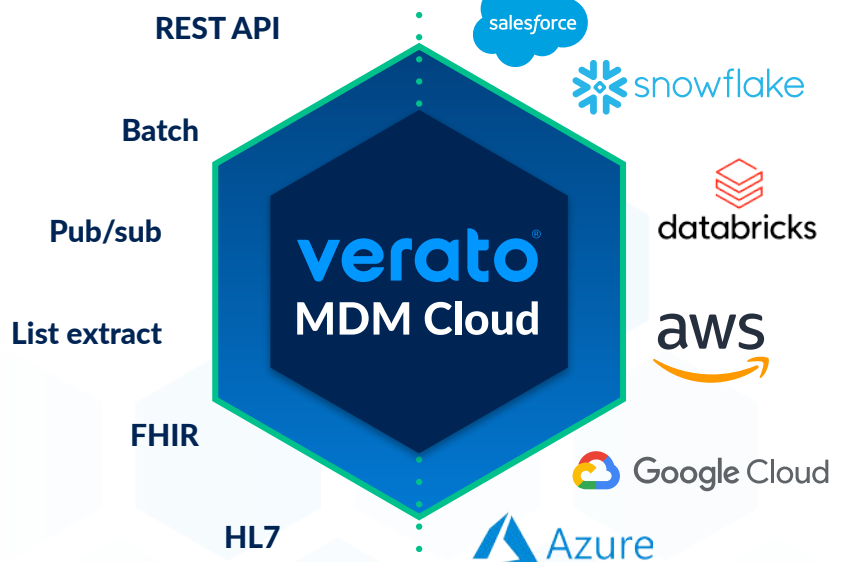 REST API
Batch
Pub/sub
List extract
FHIR
HL7
verato®
MDM Cloud
salesforce
snowflake
databricks
aws
Google Cloud
Azure